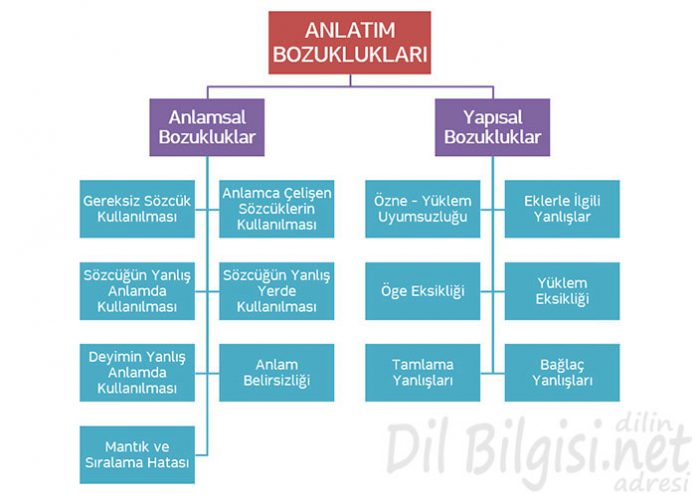 ANLATIM
BOZUKLUKLARI
Anlamsal
Bozukluklar
Yapısal
Bozukluklar
Gereksiz Sözcük
Kullanılması
Anlamca Çelişen
Sözcüklerin
Kullanılması
Özne - Yüklem
Uyumsuzluğu
Eklerle İlgili
Yanlışlar
Sözcüğün Yanlış
Anlamda
Kullanılması
Sözcüğün Yanlış
Yerde
Kullanılması
Öge Eksikliği
Yüklem
Eksikliği
Deyimin Yanlış
Anlamda
Kullanılması
Anlam
Belirsizliği
Tamlama
Yanlışları
Bağlaç
Yanlışları
Mantık ve
Sıralama Hatası
dilin
Dil Bilgisi.net
adresi